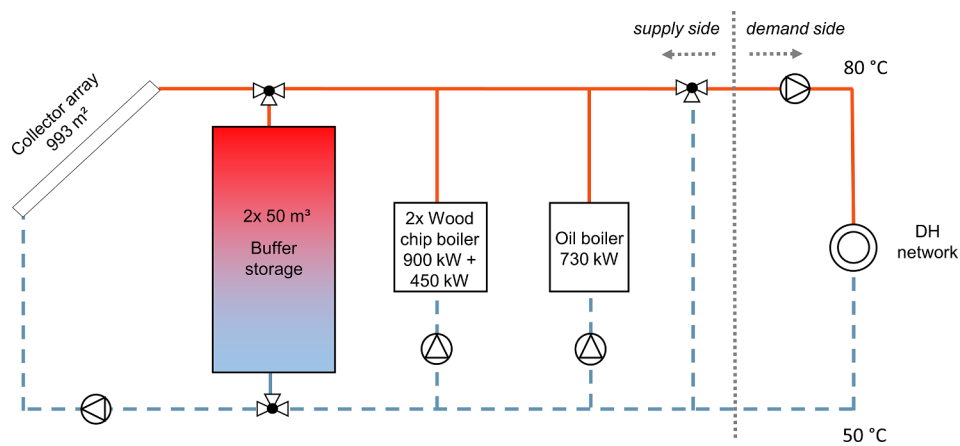 supply side
demand side
80 °C
Collector array
993 m²
2x 50 m³
Buffer
storage
2x Wood
chip boiler
900 kW +
450 kW
Oil boiler
730 kW
DH
network
50 °C